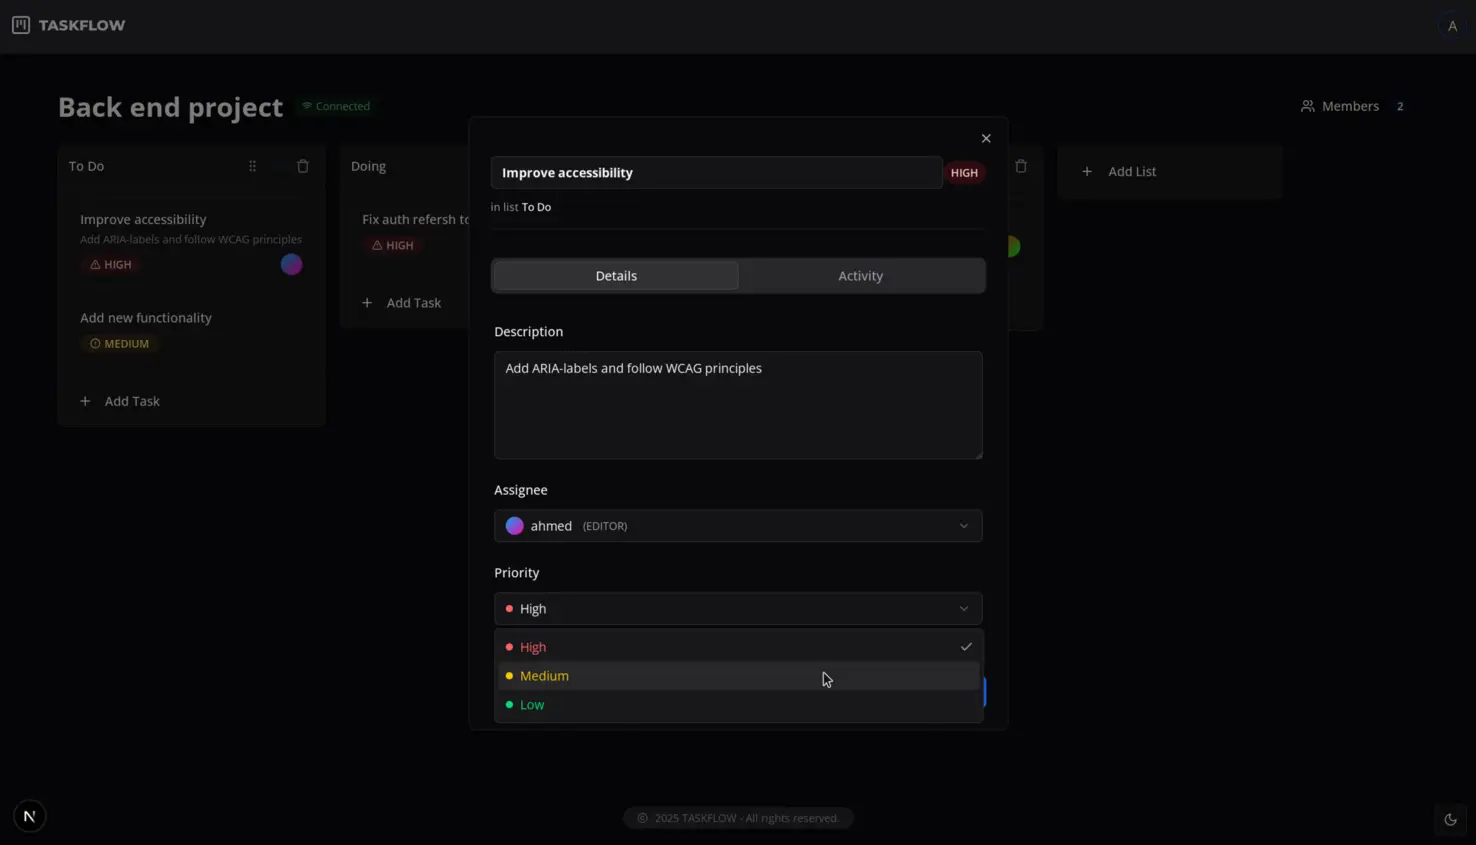 TASKFLOW
A
Back end project
Connected
Members 2
To Do
Improve accessibility
Add ARIA-labels and follow WCAG principles
HIGH
Add new functionality
MEDIUM
+ Add Task
Doing
Fix auth refersh to
HIGH
+ Add Task
+ Add List
Improve accessibility
HIGH
in list To Do
Details
Activity
Description
Add ARIA-labels and follow WCAG principles
Assignee
ahmed (EDITOR)
Priority
High
High
Medium
Low
N
© 2025 TASKFLOW - All rights reserved.